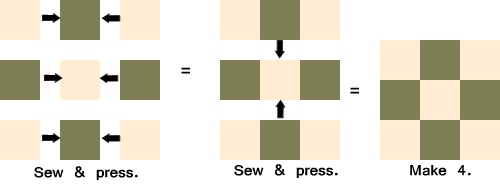 =
=
Sew & press.
Sew & press.
Make 4.